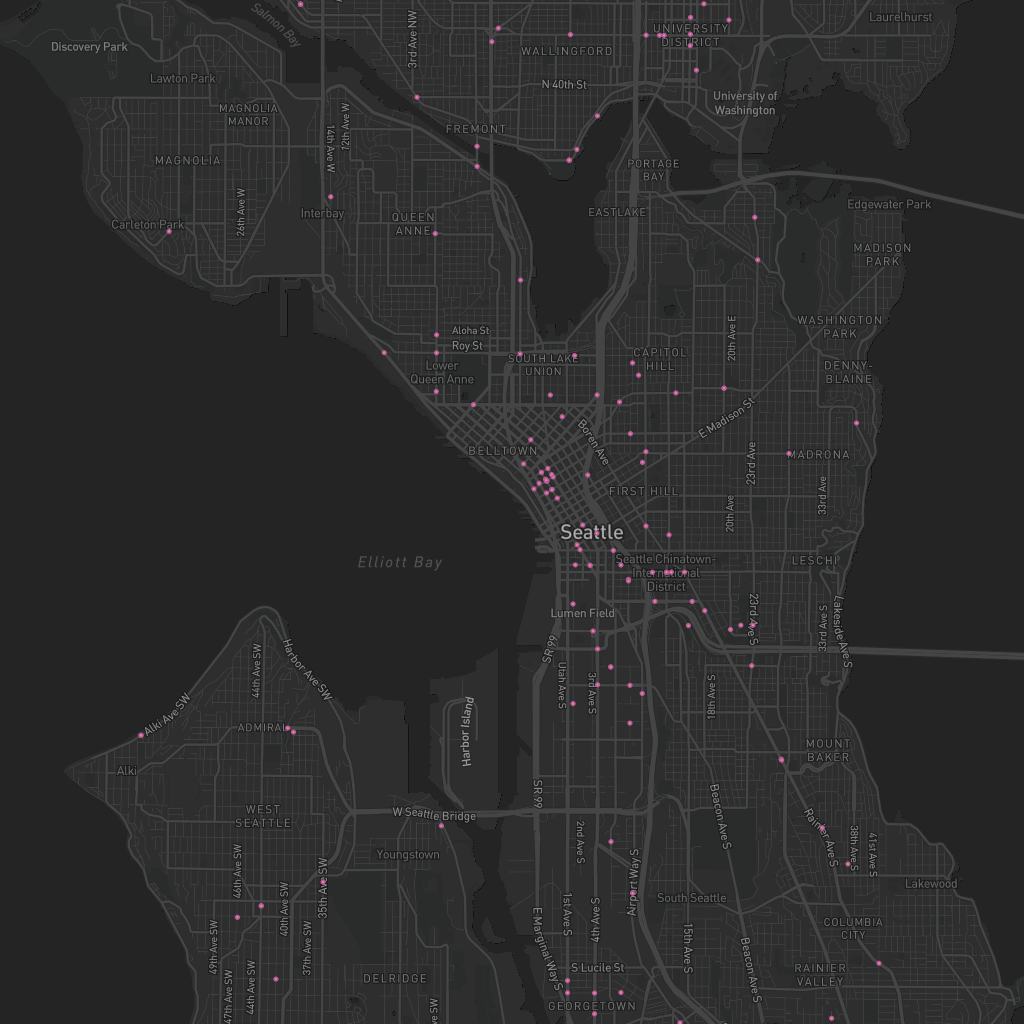 Salmon Bay
3rd Ave NW
Laurelhurst
UNIVERSITY
DISTRICT
Discovery Park
WALLINGFORD
Lawton Park
N 40th St
University of
Washington
MAGNOLIA
MANOR
12th Ave W
14th Ave W
FREMONT
MAGNOLIA
PORTAGE
BAY
26th Ave W
Interbay
QUEEN
ANNE
EASTLAKE
Edgewater Park
Carleton Park
MADISON
PARK
Aloha St
Roy St
20th Ave E
WASHINGTON
PARK
SOUTH LAKE
UNION
CAPITOL
HILL
Lower
Queen Anne
DENNY-
BLAINE
E Madison St
Boren Ave
BELLTOWN
23rd Ave
MADRONA
FIRST HILL
33rd Ave
20th Ave
Seattle
Elliott Bay
Seattle Chinatown-
International
District
LESCHI
Lumen Field
23rd Ave S
33rd Ave S
Lakeside Ave S
44th Ave SW
Harbor Ave SW
SR 99
Utah Ave S
3rd Ave S
18th Ave S
Alki Ave SW
ADMIRAL
Harbor Island
Alki
MOUNT
BAKER
SR 99
WEST
SEATTLE
W Seattle Bridge
Beacon Ave S
2nd Ave S
Rainier Ave S
38th Ave S
41st Ave S
Youngstown
46th Ave SW
35th Ave SW
40th Ave SW
Airport Way S
Lakewood
South Seattle
1st Ave S
4th Ave S
E Marginal Way S
COLUMBIA
CITY
49th Ave SW
37th Ave SW
15th Ave S
Beacon Ave S
47th Ave SW
44th Ave SW
DELRIDGE
S Lucile St
RAINIER
VALLEY
GEORGETOWN